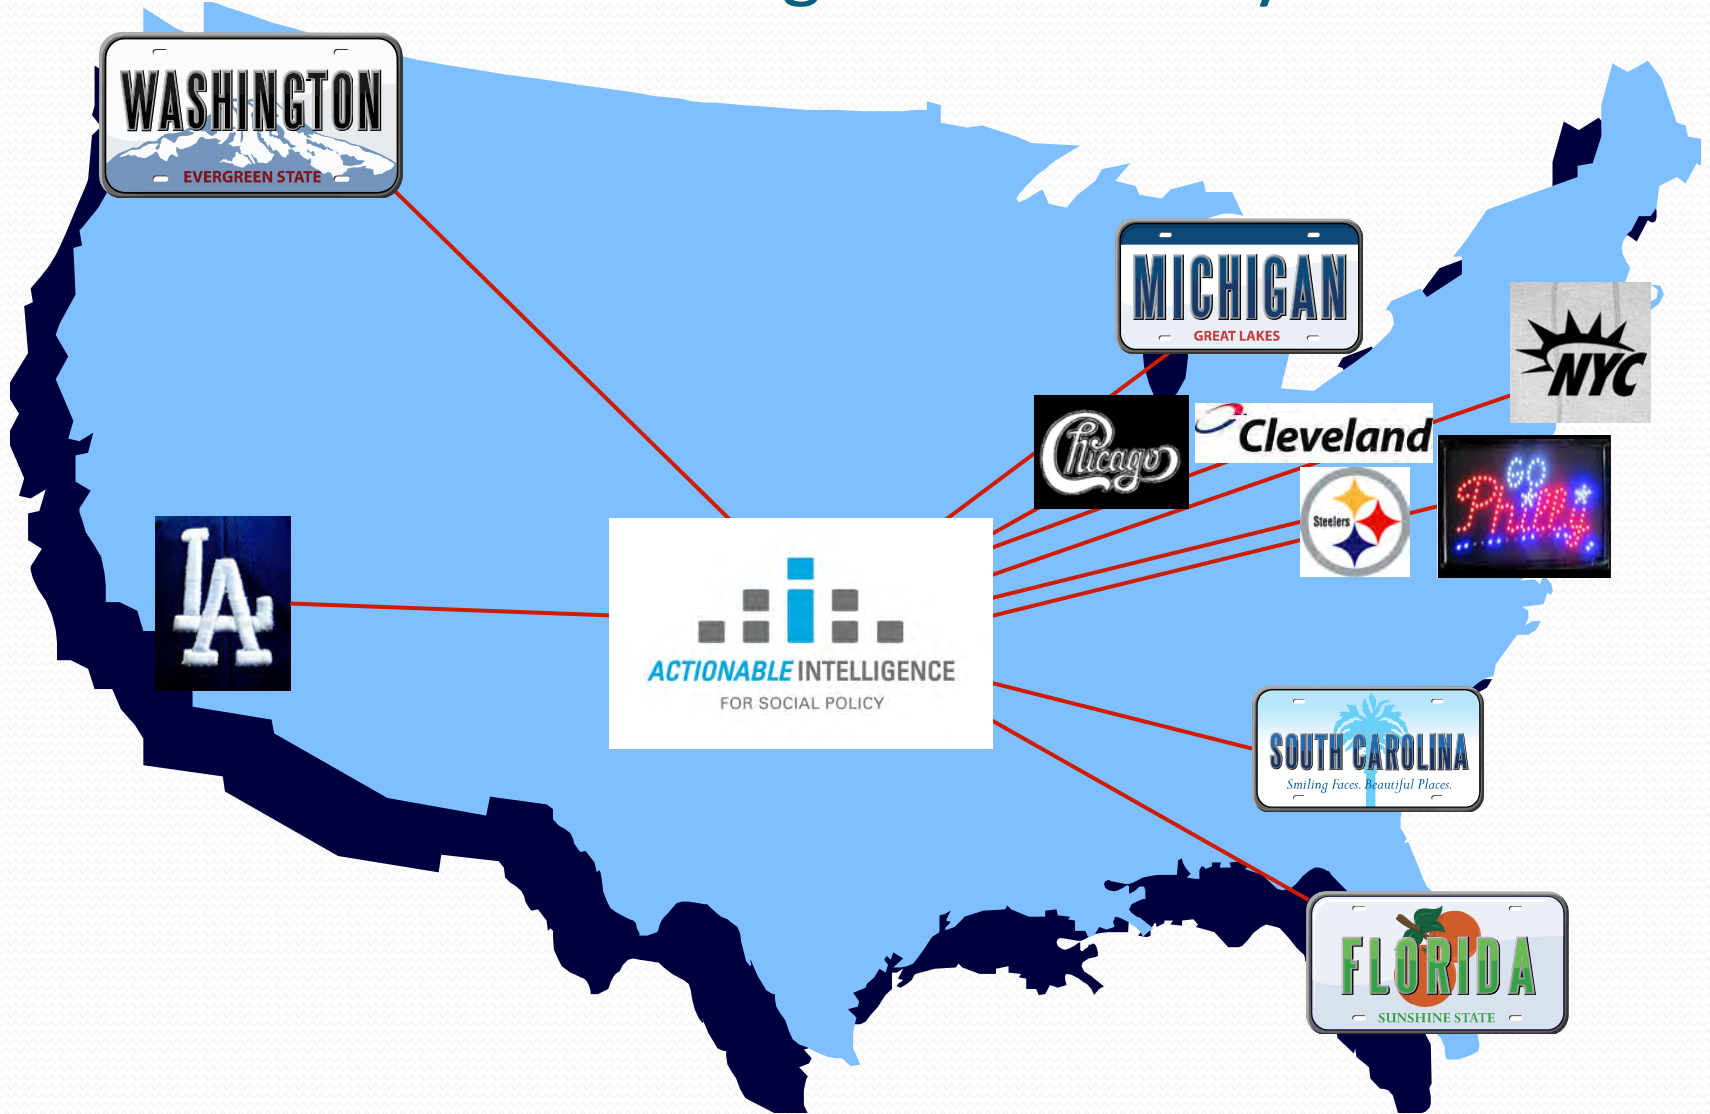 WASHINGTON
EVERGREEN STATE
MICHIGAN
GREAT LAKES
NYC
Chicago
Cleveland
Steelers
GO
Philly
LA
ACTIONABLE INTELLIGENCE
FOR SOCIAL POLICY
SOUTH CAROLINA
Smiling Faces. Beautiful Places.
FLORIDA
SUNSHINE STATE